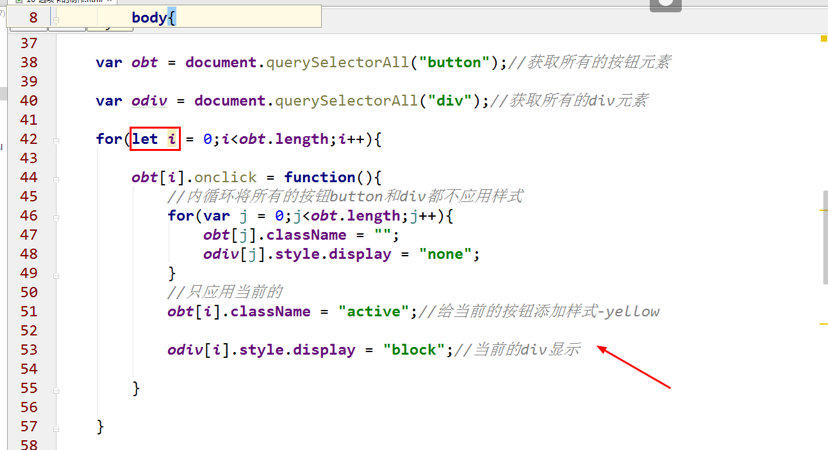 8 body{
37
38 var obt = document.querySelectorAll("button");//获取所有的按钮元素
39
40 var odiv = document.querySelectorAll("div");//获取所有的div元素
41
42 for(let i = 0;i<obt.length;i++){
43
44 obt[i].onclick = function(){
45 //内循环将所有的按钮button和div都不应用样式
46 for(var j = 0;j<obt.length;j++){
47 obt[j].className = "";
48 odiv[j].style.display = "none";
49 }
50 //只应用当前的
51 obt[i].className = "active";//给当前的按钮添加样式-yellow
52
53 odiv[i].style.display = "block";//当前的div显示
54
55 }
56
57 }
58